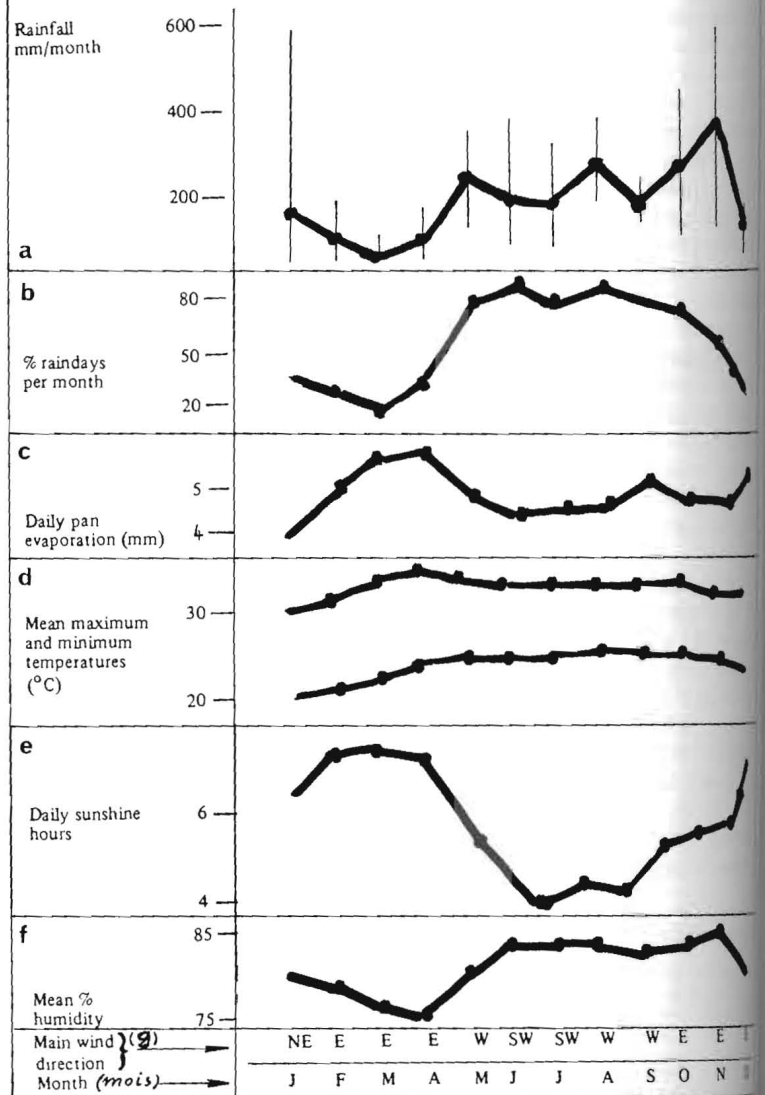 Rainfall
mm/month
600
400
200
a
b
80
50
20
% raindays
per month
c
5
4
Daily pan
evaporation (mm)
d
30
20
Mean maximum
and minimum
temperatures
(°C)
e
6
4
Daily sunshine
hours
f
85
75
Mean %
humidity
Main wind } (g)
direction
NE E E E W SW SW W W E E
Month (mois)
J F M A M J J A S O N